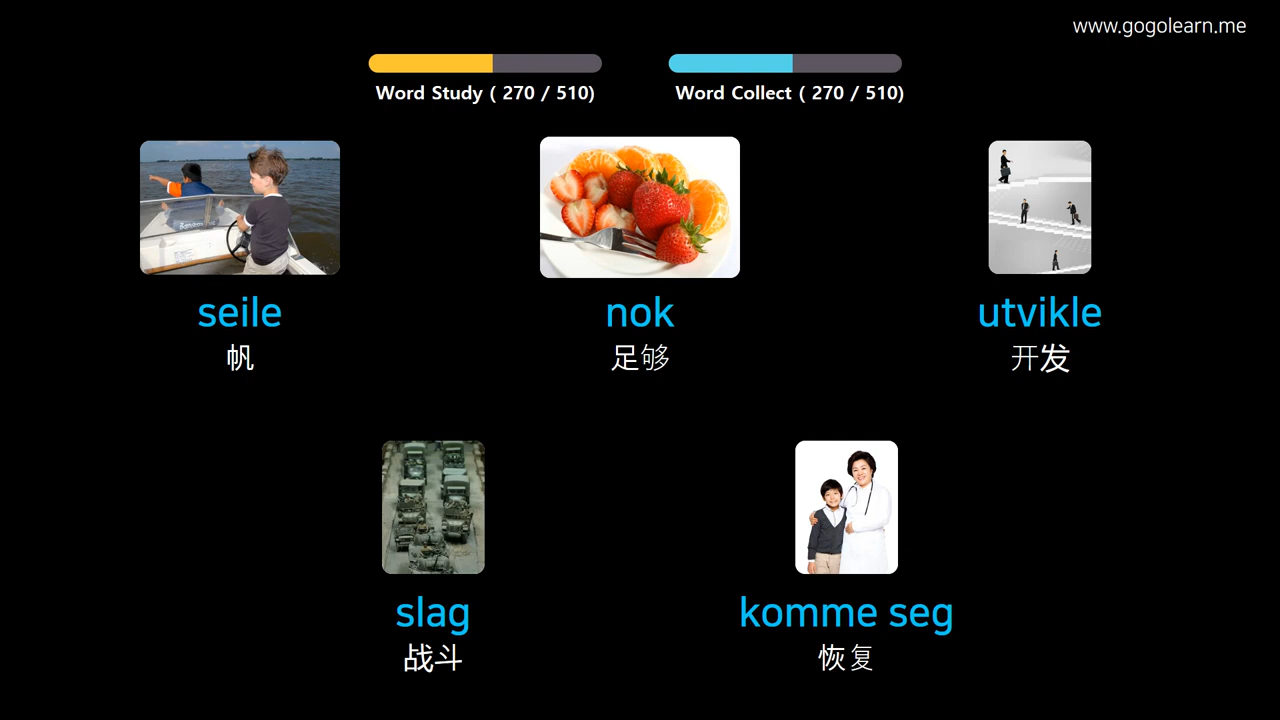 www.gogolearn.me
Word Study ( 270 / 510)
Word Collect ( 270 / 510)
seile
帆
nok
足够
utvikle
开发
slag
战斗
komme seg
恢复